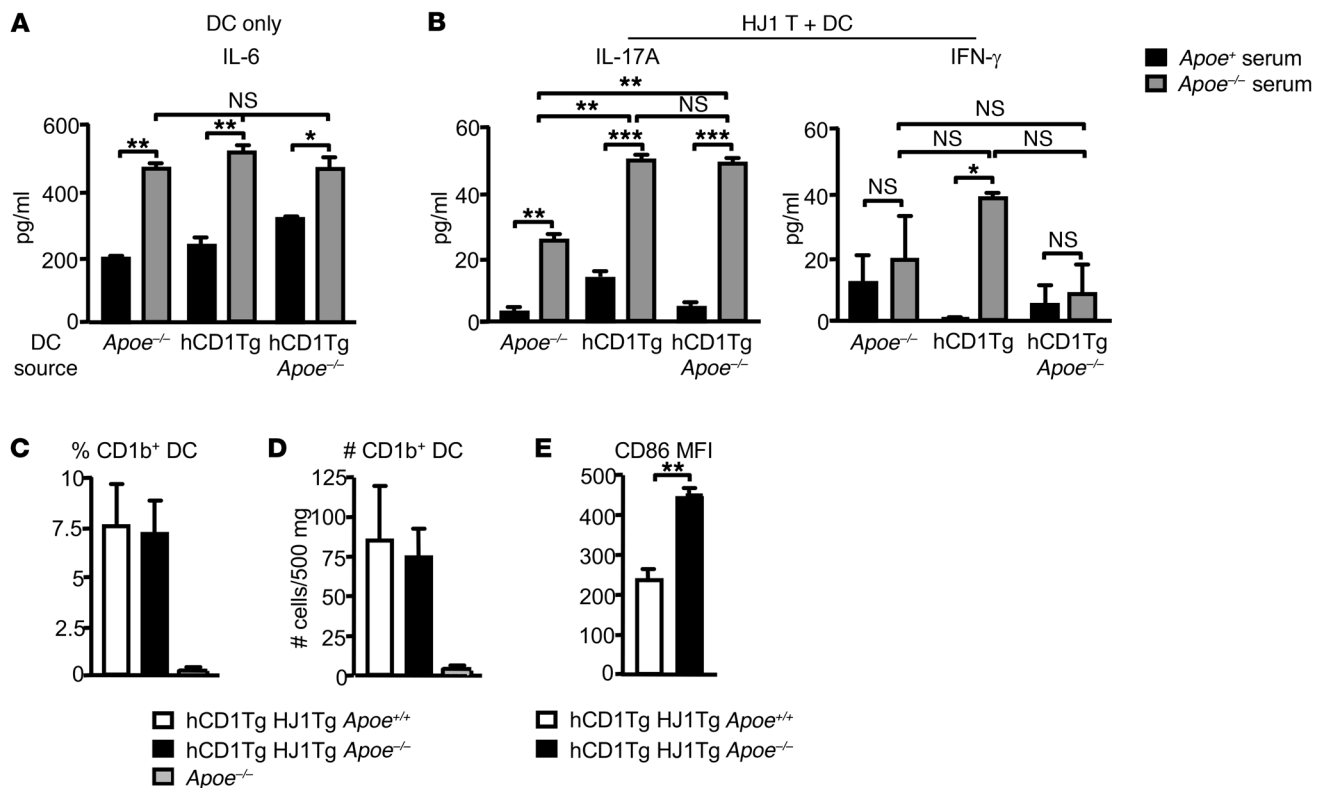 A
DC only
IL-6
NS
**
**
*
600
400
200
0
pg/ml
DC source
Apoe–/–
hCD1Tg
hCD1Tg Apoe–/–
B
HJ1 T + DC
IL-17A
**
**
NS
***
***
**
60
40
20
0
pg/ml
Apoe–/–
hCD1Tg
hCD1Tg Apoe–/–
IFN-γ
NS
NS
NS
*
NS
NS
60
40
20
0
pg/ml
Apoe–/–
hCD1Tg
hCD1Tg Apoe–/–
Apoe+ serum
Apoe–/– serum
C
% CD1b+ DC
10
7.5
5
2.5
0
D
# CD1b+ DC
125
100
75
50
25
0
# cells/500 mg
hCD1Tg HJ1Tg Apoe+/+
hCD1Tg HJ1Tg Apoe–/–
Apoe–/–
E
CD86 MFI
**
500
400
300
200
100
0
hCD1Tg HJ1Tg Apoe+/+
hCD1Tg HJ1Tg Apoe–/–